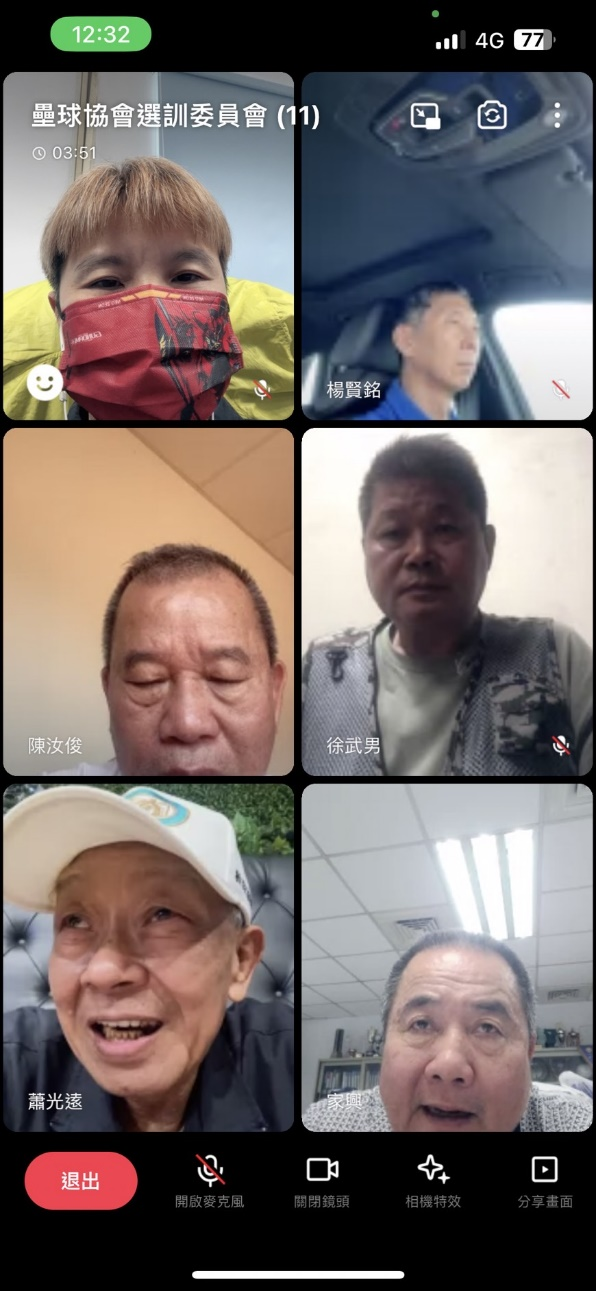 12:32
4G
77
壘球協會選訓委員會 (11)
03:51
楊賢銘
陳汝俊
徐武男
蕭光遠
家興
退出
開啟麥克風
關閉鏡頭
相機特效
分享畫面